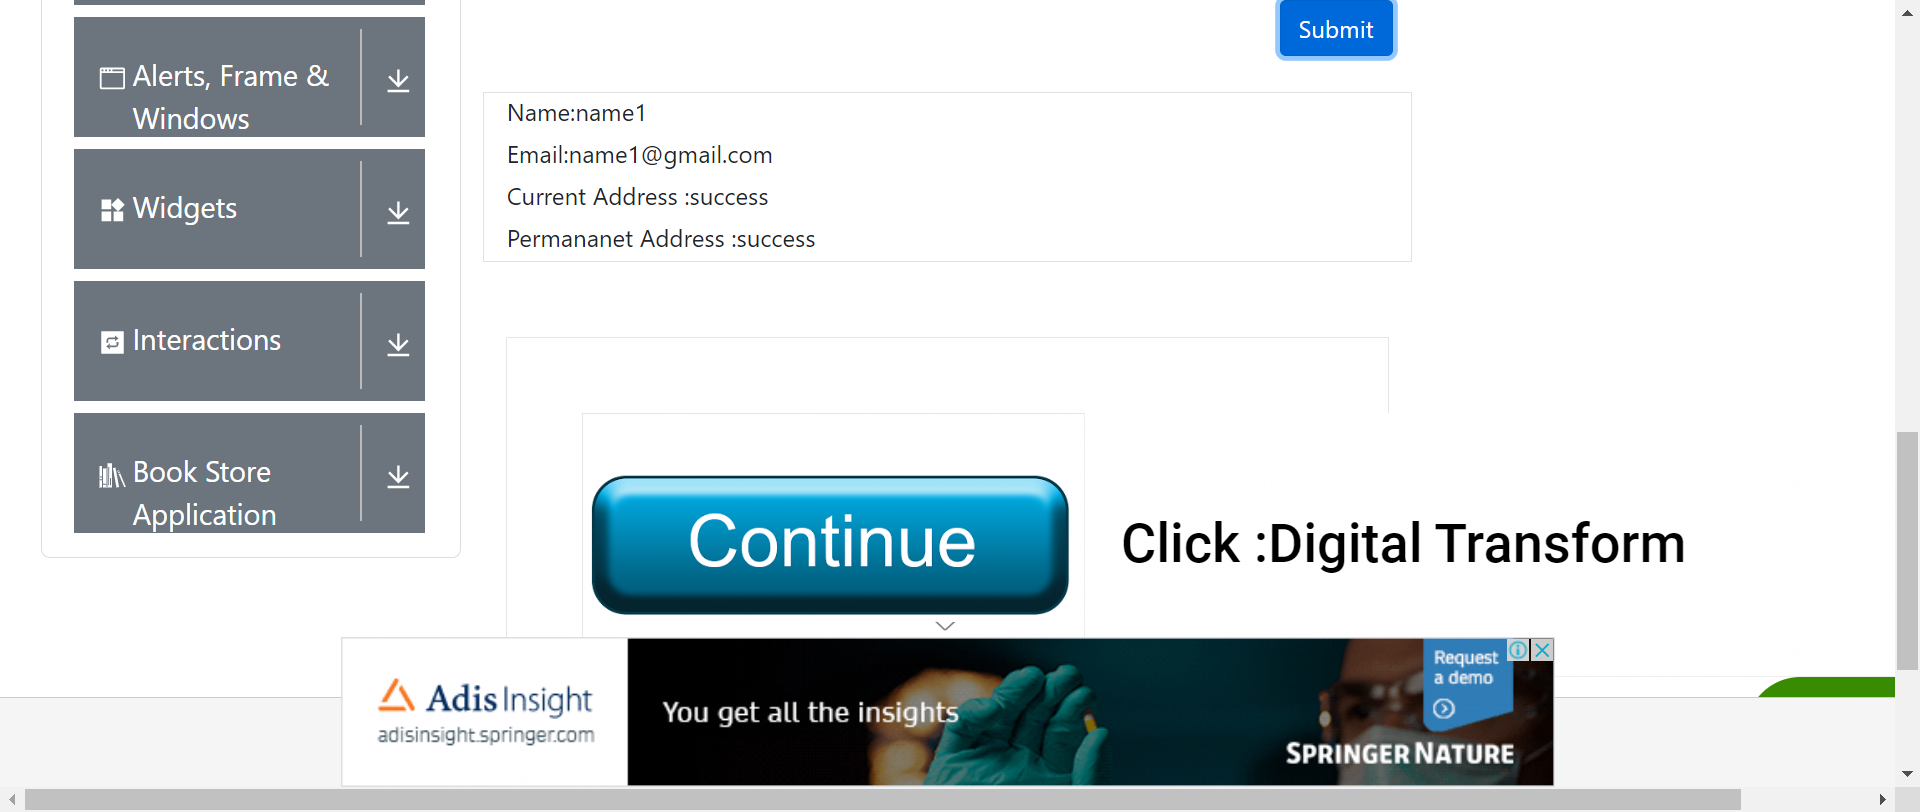 Submit
Alerts, Frame &
Windows
Widgets
Interactions
Book Store
Application
Name:name1
Email:name1@gmail.com
Current Address :success
Permananet Address :success
Continue
Click :Digital Transform
Adis Insight
adisinsight.springer.com
You get all the insights
Request
a demo
SPRINGER NATURE